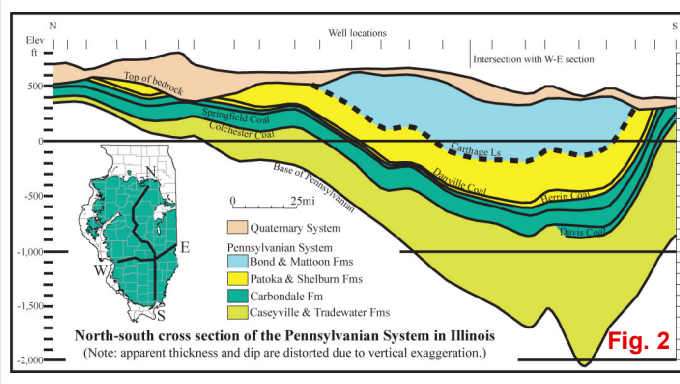 N
Well locations
S
Elev
ft
Intersection with W-E section
Top of bedrock
500
Springfield Coal
Colchester Coal
0
Carthage Ls
Base of Pennsylvanian
Danville Coal
Herrin Coal
Davis Coal
N
E
W
S
0 25mi
-500
Quaternary System
Pennsylvanian System
Bond & Mattoon Fms
Patoka & Shelburn Fms
Carbondale Fm
Caseyville & Tradewater Fms
-1,000
-1,500
North-south cross section of the Pennsylvanian System in Illinois
(Note: apparent thickness and dip are distorted due to vertical exaggeration.)
Fig. 2
-2,000